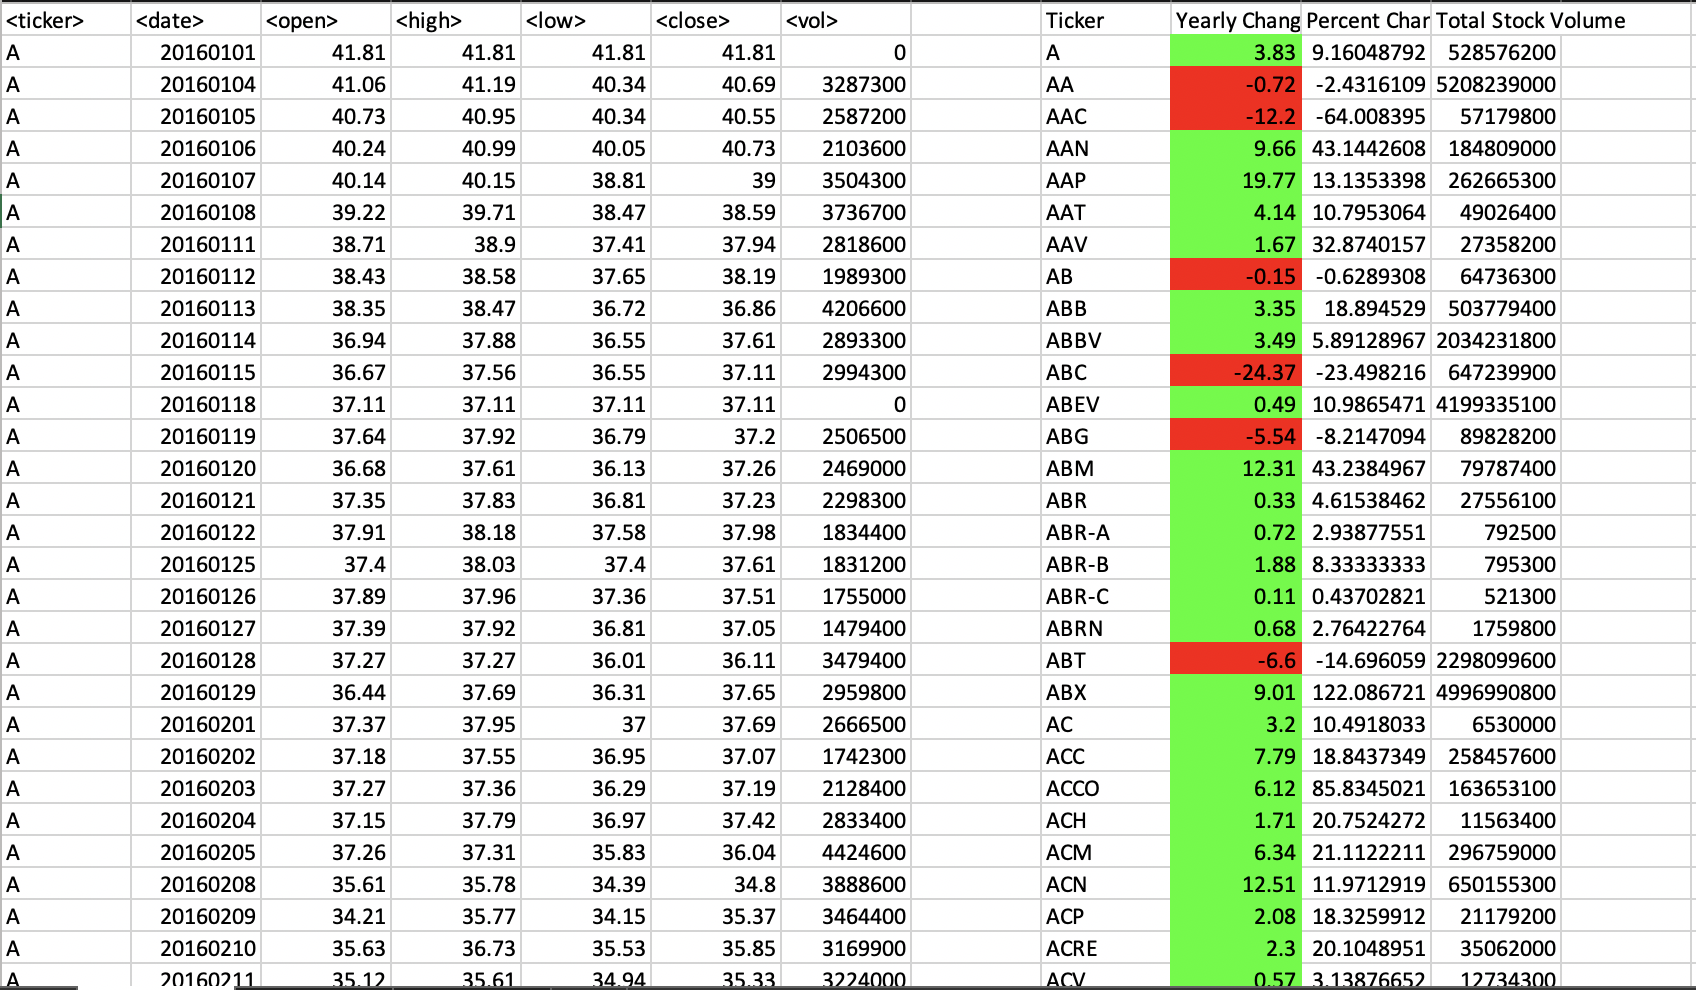 <ticker> <date> <open> <high> <low> <close> <vol> Ticker Yearly Chang Percent Char Total Stock Volume
A 20160101 41.81 41.81 41.81 41.81 0 A 3.83 9.16048792 528576200
A 20160104 41.06 41.19 40.34 40.69 3287300 AA -0.72 -2.4316109 5208239000
A 20160105 40.73 40.95 40.34 40.55 2587200 AAC -12.2 -64.008395 57179800
A 20160106 40.24 40.99 40.05 40.73 2103600 AAN 9.66 43.1442608 184809000
A 20160107 40.14 40.15 38.81 39 3504300 AAP 19.77 13.1353398 262665300
A 20160108 39.22 39.71 38.47 38.59 3736700 AAT 4.14 10.7953064 49026400
A 20160111 38.71 38.9 37.41 37.94 2818600 AAV 1.67 32.8740157 27358200
A 20160112 38.43 38.58 37.65 38.19 1989300 AB -0.15 -0.6289308 64736300
A 20160113 38.35 38.47 36.72 36.86 4206600 ABB 3.35 18.894529 503779400
A 20160114 36.94 37.88 36.55 37.61 2893300 ABBV 3.49 5.89128967 2034231800
A 20160115 36.67 37.56 36.55 37.11 2994300 ABC -24.37 -23.498216 647239900
A 20160118 37.11 37.11 37.11 37.11 0 ABEV 0.49 10.9865471 4199335100
A 20160119 37.64 37.92 36.79 37.2 2506500 ABG -5.54 -8.2147094 89828200
A 20160120 36.68 37.61 36.13 37.26 2469000 ABM 12.31 43.2384967 79787400
A 20160121 37.35 37.83 36.81 37.23 2298300 ABR 0.33 4.61538462 27556100
A 20160122 37.91 38.18 37.58 37.98 1834400 ABR-A 0.72 2.93877551 792500
A 20160125 37.4 38.03 37.4 37.61 1831200 ABR-B 1.88 8.33333333 795300
A 20160126 37.89 37.96 37.36 37.51 1755000 ABR-C 0.11 0.43702821 521300
A 20160127 37.39 37.92 36.81 37.05 1479400 ABRN 0.68 2.76422764 1759800
A 20160128 37.27 37.27 36.01 36.11 3479400 ABT -6.6 -14.696059 2298099600
A 20160129 36.44 37.69 36.31 37.65 2959800 ABX 9.01 122.086721 4996990800
A 20160201 37.37 37.95 37 37.69 2666500 AC 3.2 10.4918033 6530000
A 20160202 37.18 37.55 36.95 37.07 1742300 ACC 7.79 18.8437349 258457600
A 20160203 37.27 37.36 36.29 37.19 2128400 ACCO 6.12 85.8345021 163653100
A 20160204 37.15 37.79 36.97 37.42 2833400 ACH 1.71 20.7524272 11563400
A 20160205 37.26 37.31 35.83 36.04 4424600 ACM 6.34 21.1122211 296759000
A 20160208 35.61 35.78 34.39 34.8 3888600 ACN 12.51 11.9712919 650155300
A 20160209 34.21 35.77 34.15 35.37 3464400 ACP 2.08 18.3259912 21179200
A 20160210 35.63 36.73 35.53 35.85 3169900 ACRE 2.3 20.1048951 35062000
A 20160211 35.12 35.61 34.94 35.33 3224000 ACV 0.57 3.13876652 12734300